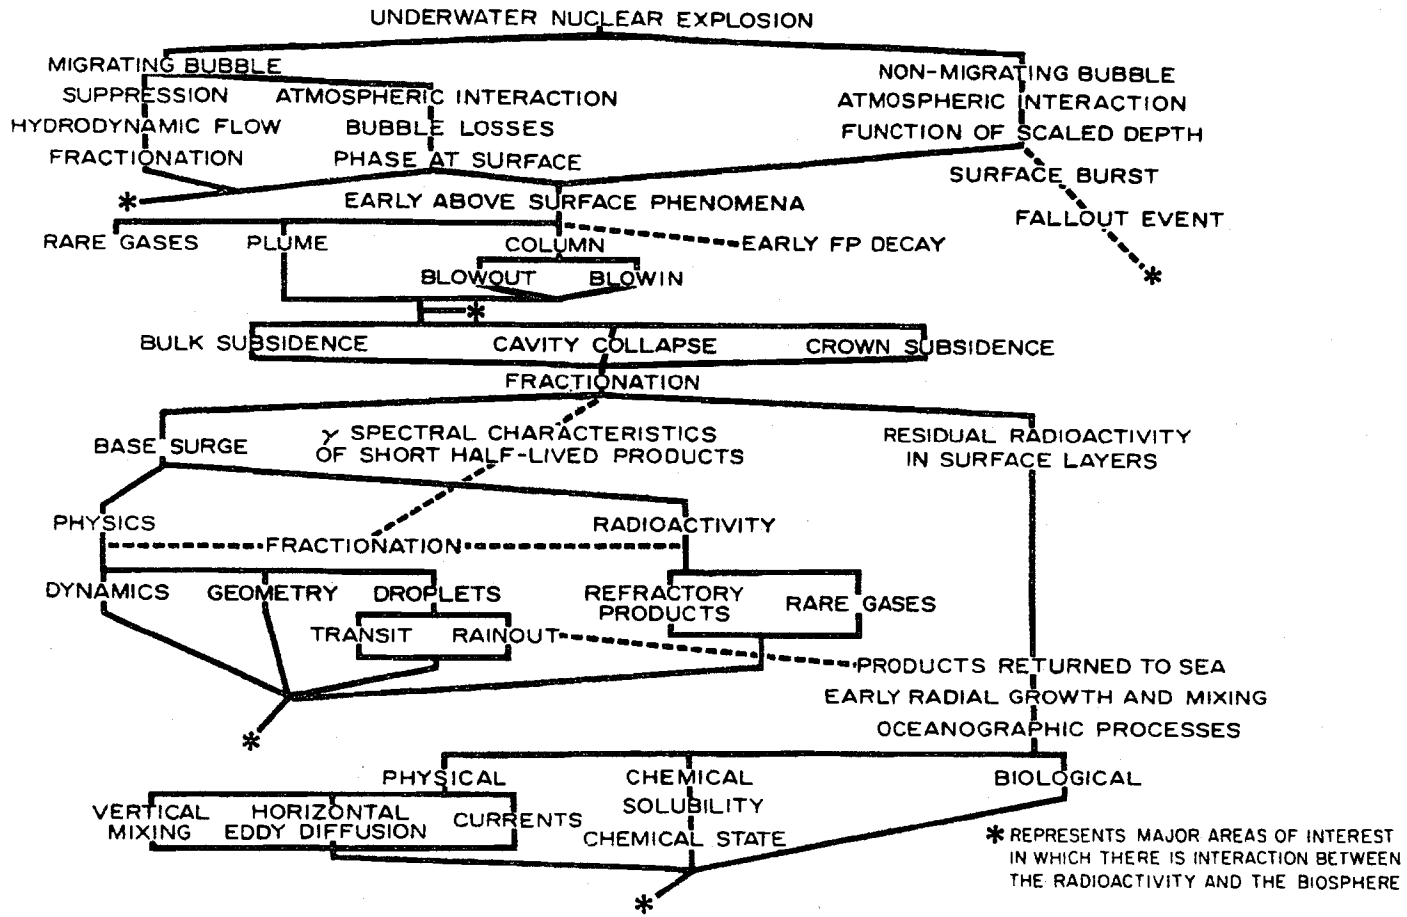 UNDERWATER NUCLEAR EXPLOSION
MIGRATING BUBBLE
NON-MIGRATING BUBBLE
SUPPRESSION
ATMOSPHERIC INTERACTION
ATMOSPHERIC INTERACTION
HYDRODYNAMIC FLOW
BUBBLE LOSSES
FUNCTION OF SCALED DEPTH
FRACTIONATION
PHASE AT SURFACE
SURFACE BURST
*
EARLY ABOVE SURFACE PHENOMENA
FALLOUT EVENT
RARE GASES
PLUME
COLUMN
EARLY FP DECAY
BLOWOUT
BLOWIN
*
*
BULK SUBSIDENCE
CAVITY COLLAPSE
CROWN SUBSIDENCE
FRACTIONATION
BASE SURGE
γ SPECTRAL CHARACTERISTICS
OF SHORT HALF-LIVED PRODUCTS
RESIDUAL RADIOACTIVITY
IN SURFACE LAYERS
PHYSICS
RADIOACTIVITY
FRACTIONATION
DYNAMICS
GEOMETRY
DROPLETS
REFRACTORY
PRODUCTS
RARE GASES
TRANSIT
RAINOUT
PRODUCTS RETURNED TO SEA
EARLY RADIAL GROWTH AND MIXING
OCEANOGRAPHIC PROCESSES
*
PHYSICAL
CHEMICAL
BIOLOGICAL
VERTICAL
MIXING
HORIZONTAL
EDDY DIFFUSION
CURRENTS
SOLUBILITY
CHEMICAL STATE
*
* REPRESENTS MAJOR AREAS OF INTEREST
IN WHICH THERE IS INTERACTION BETWEEN
THE RADIOACTIVITY AND THE BIOSPHERE